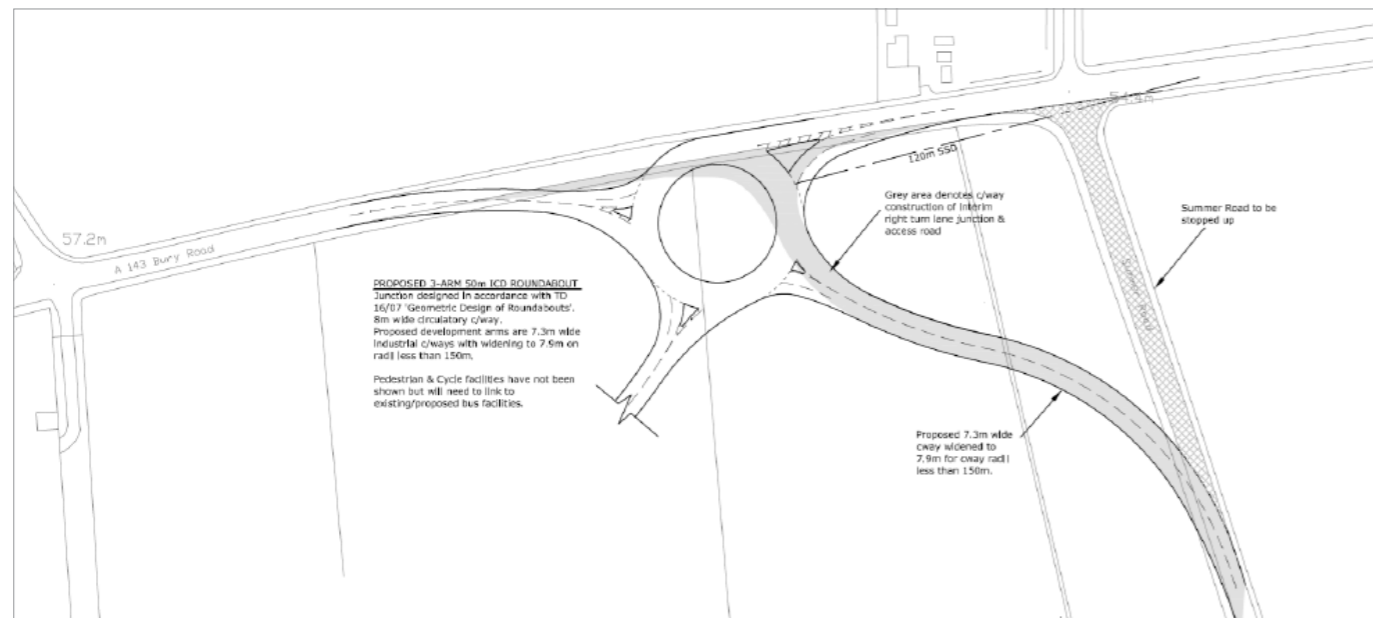 120m SSD
Grey area denotes c/way
construction of interim
right turn lane junction &
access road
Summer Road to be
stopped up
57.2m
A 143 Bury Road
PROPOSED 3-ARM 50m ICD ROUNDABOUT
Junction designed in accordance with TD
16/07 'Geometric Design of Roundabouts'.
8m wide circulatory c/way.
Proposed development arms are 7.3m wide
industrial c/ways with widening to 7.9m on
radii less than 150m.
Pedestrian & Cycle facilities have not been
shown but will need to link to
existing/proposed bus facilities.
Proposed 7.3m wide
cway widened to
7.9m for cway radii
less than 150m.